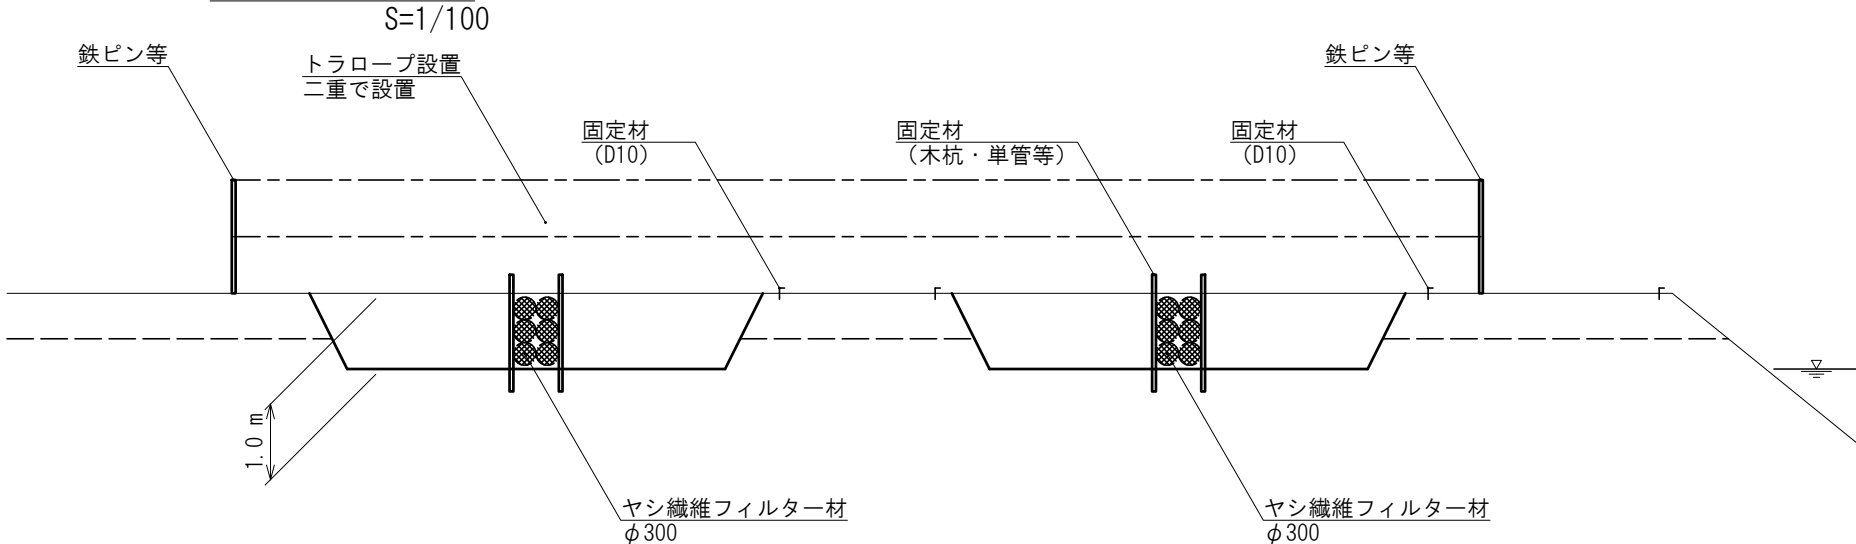 S=1/100
鉄ピン等
トラロープ設置
二重で設置
鉄ピン等
固定材
（D10）
固定材
（木杭・単管等）
固定材
（D10）
1.0 m
ヤシ繊維フィルター材
φ300
ヤシ繊維フィルター材
φ300